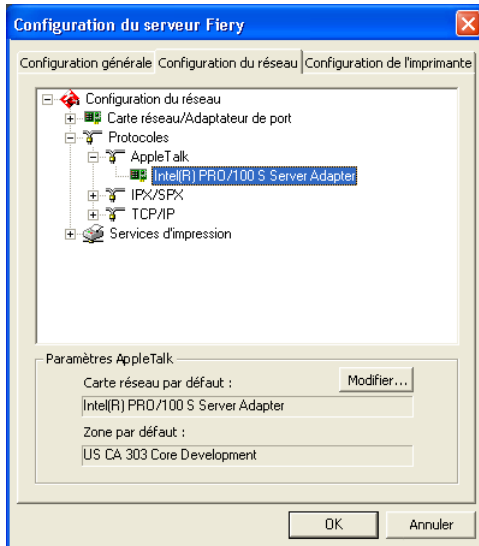 Configuration du serveur Fiery
Configuration générale Configuration du réseau Configuration de l'imprimante
Configuration du réseau
Carte réseau/Adaptateur de port
Protocoles
AppleTalk
Intel(R) PRO/100 S Server Adapter
IPX/SPX
TCP/IP
Services d'impression
Paramètres AppleTalk
Carte réseau par défaut :
Modifier...
Intel(R) PRO/100 S Server Adapter
Zone par défaut :
US CA 303 Core Development
OK Annuler